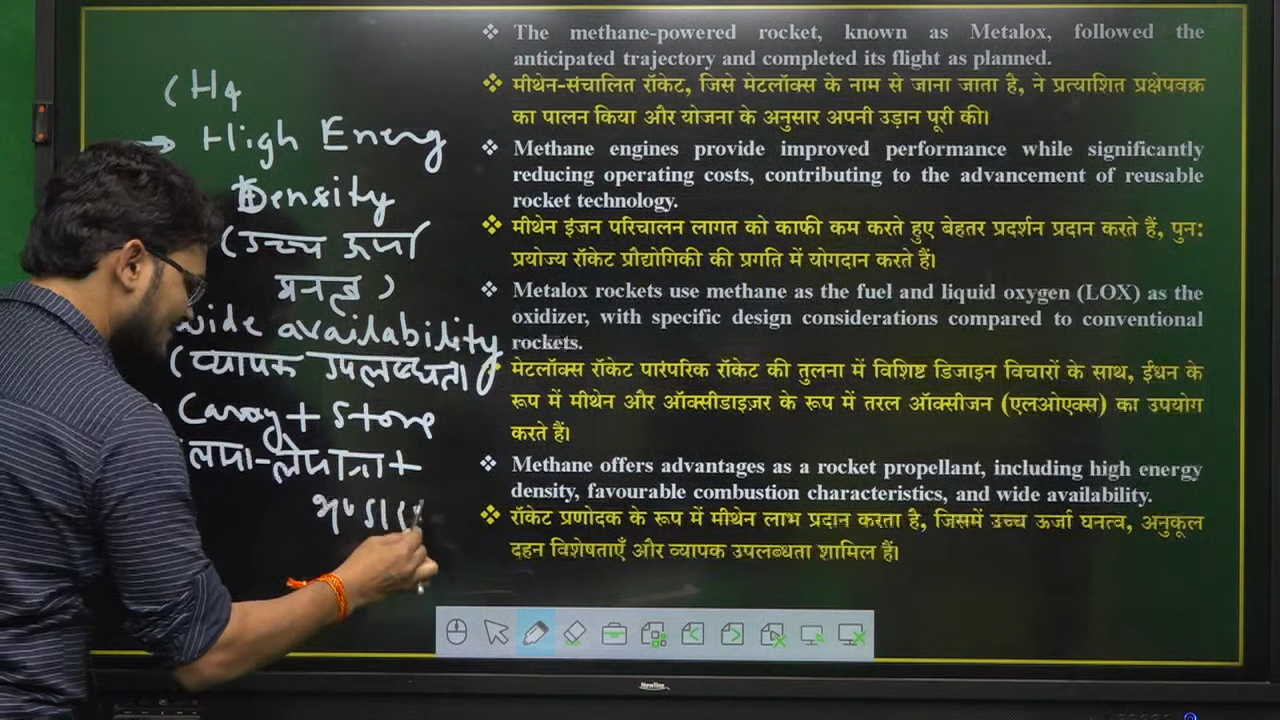 CH4
→ High Energ
Density
(उच्च ऊर्जा
घनत्व)
wide availability
(व्यापक उपलब्धता)
Carry + Store
❖ The methane-powered rocket, known as Metalox, followed the
anticipated trajectory and completed its flight as planned.
❖ मीथेन-संचालित रॉकेट, जिसे मेटलॉक्स के नाम से जाना जाता है, ने प्रत्याशित प्रक्षेपवक्र
का पालन किया और योजना के अनुसार अपनी उड़ान पूरी की।
❖ Methane engines provide improved performance while significantly
reducing operating costs, contributing to the advancement of reusable
rocket technology.
❖ मीथेन इंजन परिचालन लागत को काफी कम करते हुए बेहतर प्रदर्शन प्रदान करते हैं, पुन:
प्रयोज्य रॉकेट प्रौद्योगिकी की प्रगति में योगदान करते हैं।
❖ Metalox rockets use methane as the fuel and liquid oxygen (LOX) as the
oxidizer, with specific design considerations compared to conventional
rockets.
मेटलॉक्स रॉकेट पारंपरिक रॉकेट की तुलना में विशिष्ट डिजाइन विचारों के साथ, ईंधन के
रूप में मीथेन और ऑक्सीडाइज़र के रूप में तरल ऑक्सीजन (एलओएक्स) का उपयोग
करते हैं।
❖ Methane offers advantages as a rocket propellant, including high energy
density, favourable combustion characteristics, and wide availability.
❖ रॉकेट प्रणोदक के रूप में मीथेन लाभ प्रदान करता है, जिसमें उच्च ऊर्जा घनत्व, अनुकूल
दहन विशेषताएँ और व्यापक उपलब्धता शामिल हैं।
Newline